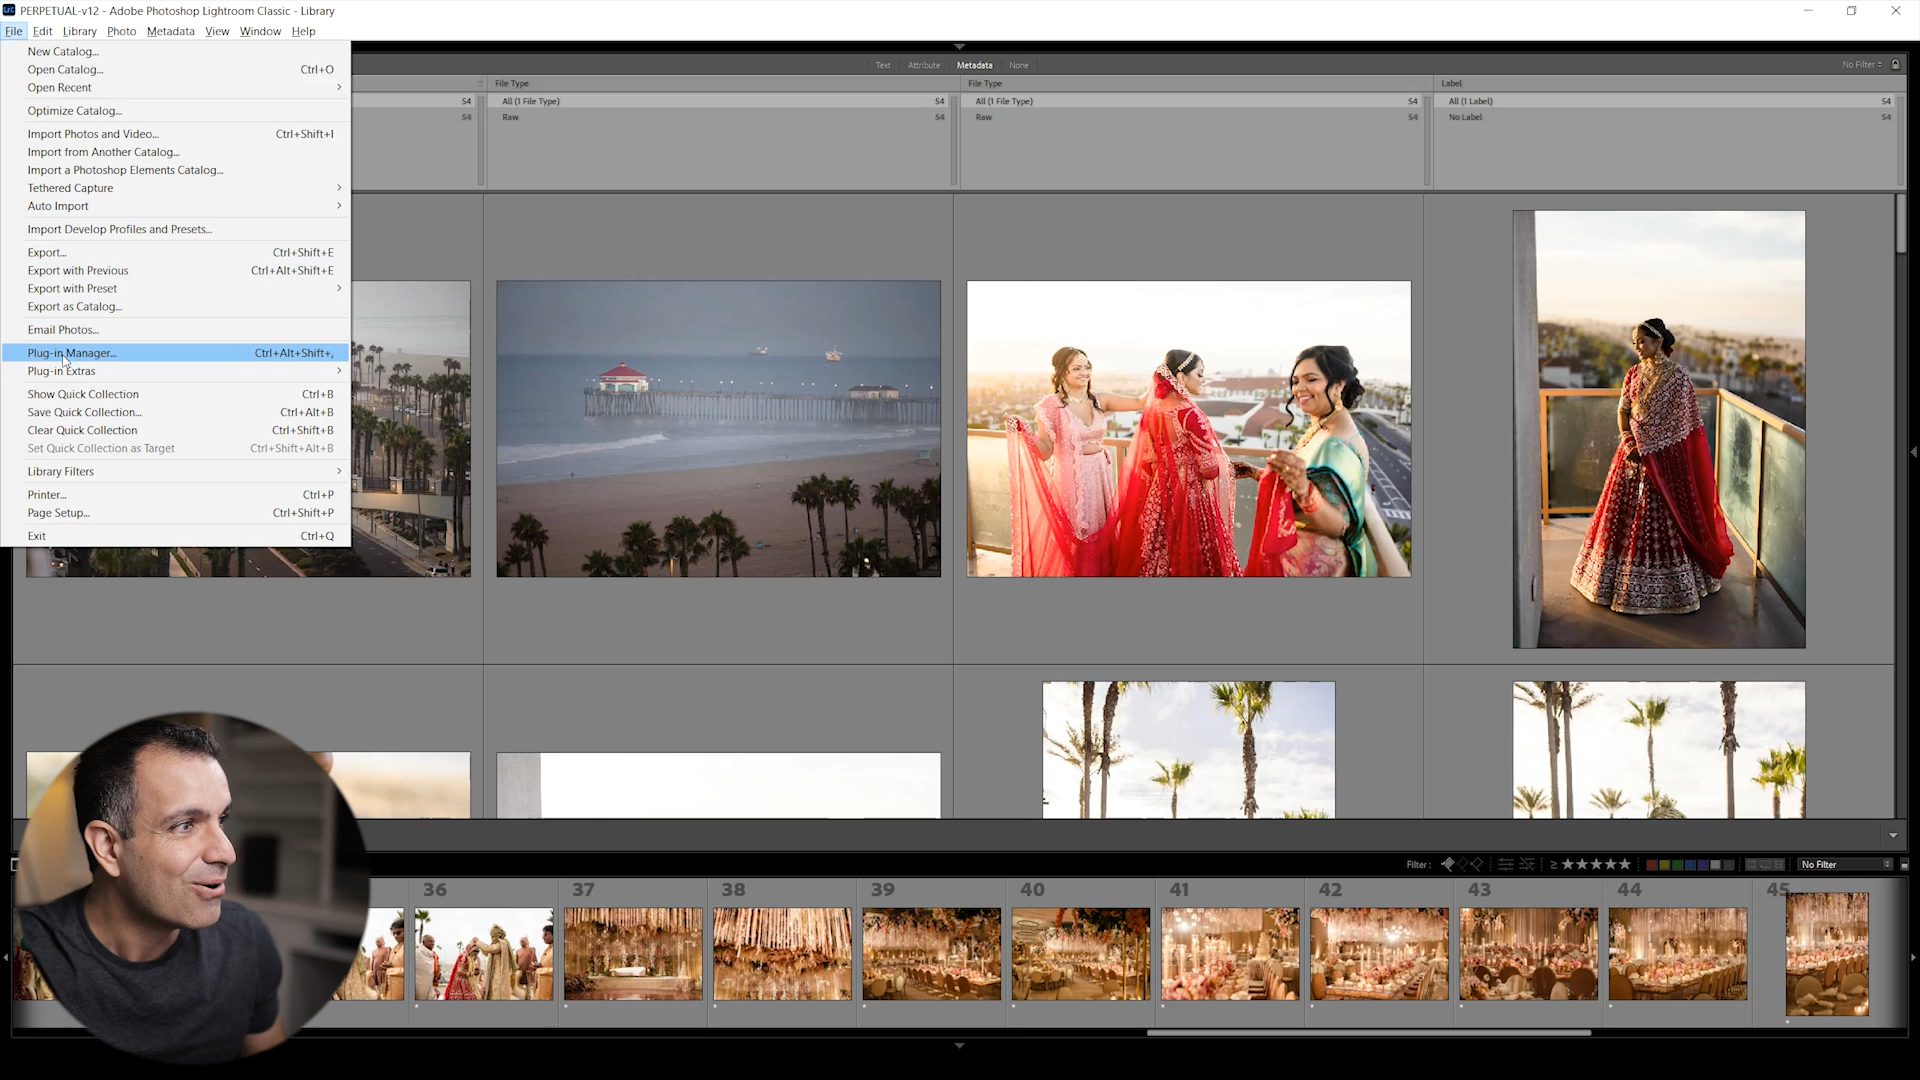 PERPETUAL-v12 - Adobe Photoshop Lightroom Classic - Library
File Edit Library Photo Metadata View Window Help
New Catalog...
Open Catalog... Ctrl+O
Open Recent
Optimize Catalog...
Import Photos and Video... Ctrl+Shift+I
Import from Another Catalog...
Import a Photoshop Elements Catalog...
Tethered Capture
Auto Import
Import Develop Profiles and Presets...
Export... Ctrl+Shift+E
Export with Previous Ctrl+Alt+Shift+E
Export with Preset
Export as Catalog...
Email Photos...
Plug-in Manager... Ctrl+Alt+Shift+,
Plug-in Extras
Show Quick Collection Ctrl+B
Save Quick Collection... Ctrl+Alt+B
Clear Quick Collection Ctrl+Shift+B
Set Quick Collection as Target Ctrl+Shift+Alt+B
Library Filters
Printer... Ctrl+P
Page Setup... Ctrl+Shift+P
Exit Ctrl+Q
Text Attribute Metadata None No Filter
File Type File Type Label
54 All (1 File Type) 54 All (1 File Type) 54 All (1 Label) 54
54 Raw 54 Raw 54 No Label 54
Filter : ≥ ★★★★★ No Filter
36 37 38 39 40 41 42 43 44 45